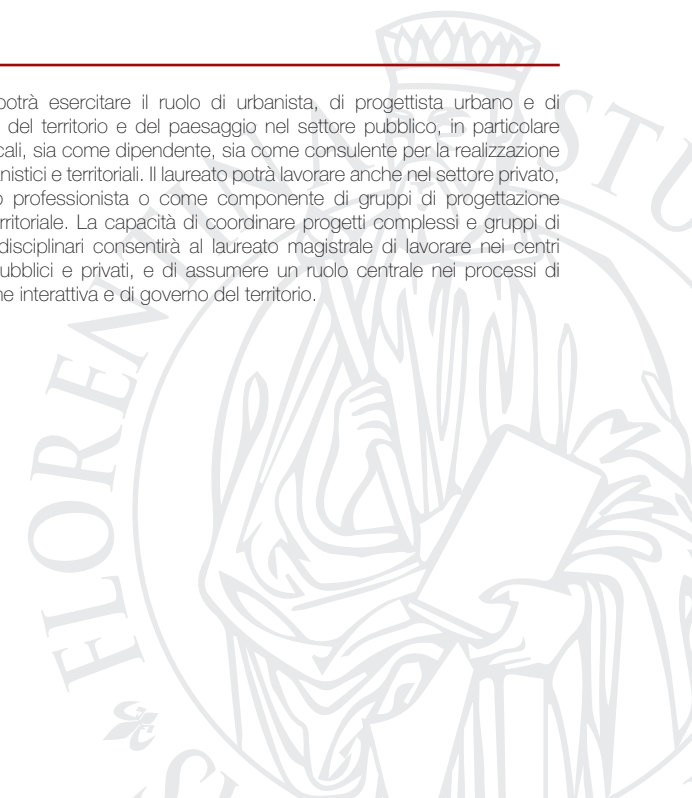 potrà esercitare il ruolo di urbanista, di progettista urbano e di
del territorio e del paesaggio nel settore pubblico, in particolare
cali, sia come dipendente, sia come consulente per la realizzazione
nistici e territoriali. Il laureato potrà lavorare anche nel settore privato,
o professionista o come componente di gruppi di progettazione
rritoriale. La capacità di coordinare progetti complessi e gruppi di
disciplinari consentirà al laureato magistrale di lavorare nei centri
ubblici e privati, e di assumere un ruolo centrale nei processi di
ne interattiva e di governo del territorio.
FLORENTINA STU